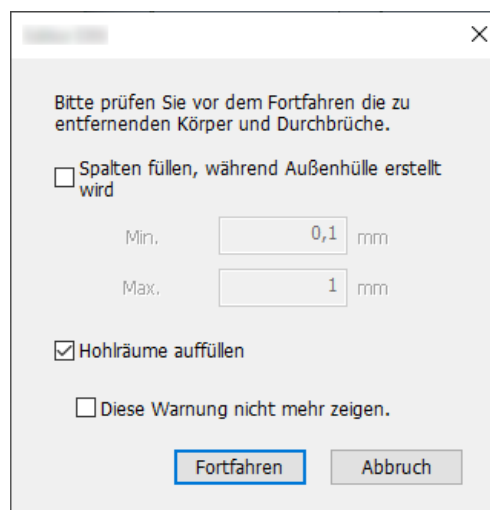 Bitte prüfen Sie vor dem Fortfahren die zu
entfernenden Körper und Durchbrüche.
Spalten füllen, während Außenhülle erstellt
wird
Min. 0,1 mm
Max. 1 mm
Hohlräume auffüllen
Diese Warnung nicht mehr zeigen.
Fortfahren Abbruch